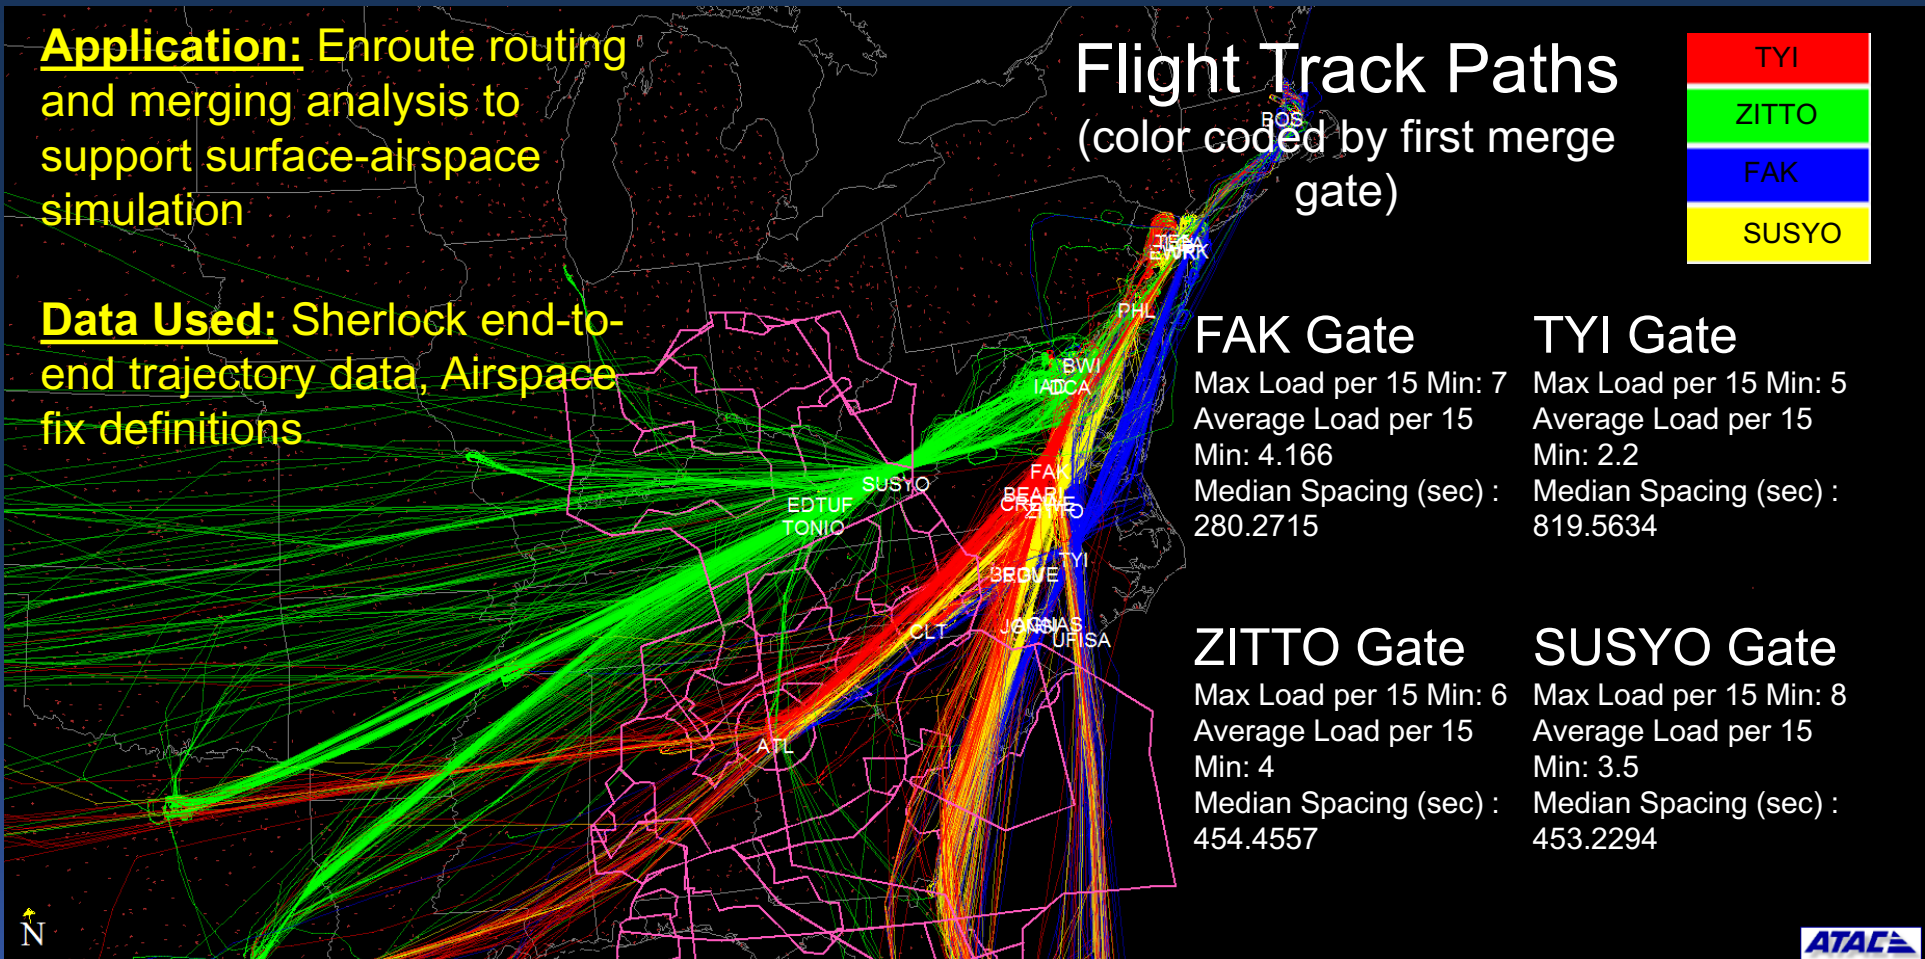 Application: Enroute routing
and merging analysis to
support surface-airspace
simulation
Data Used: Sherlock end-to-
end trajectory data, Airspace
fix definitions
Flight Track Paths
(color coded by first merge
gate)
TYI
ZITTO
FAK
SUSYO
FAK Gate
Max Load per 15 Min: 7
Average Load per 15
Min: 4.166
Median Spacing (sec) :
280.2715
TYI Gate
Max Load per 15 Min: 5
Average Load per 15
Min: 2.2
Median Spacing (sec) :
819.5634
ZITTO Gate
Max Load per 15 Min: 6
Average Load per 15
Min: 4
Median Spacing (sec) :
454.4557
SUSYO Gate
Max Load per 15 Min: 8
Average Load per 15
Min: 3.5
Median Spacing (sec) :
453.2294
BOS
PHL
BWI
IAD
DCA
FAK
SUSYO
EDTUF
TONIO
TYI
CLT
UFISA
ATL
N
ATAC